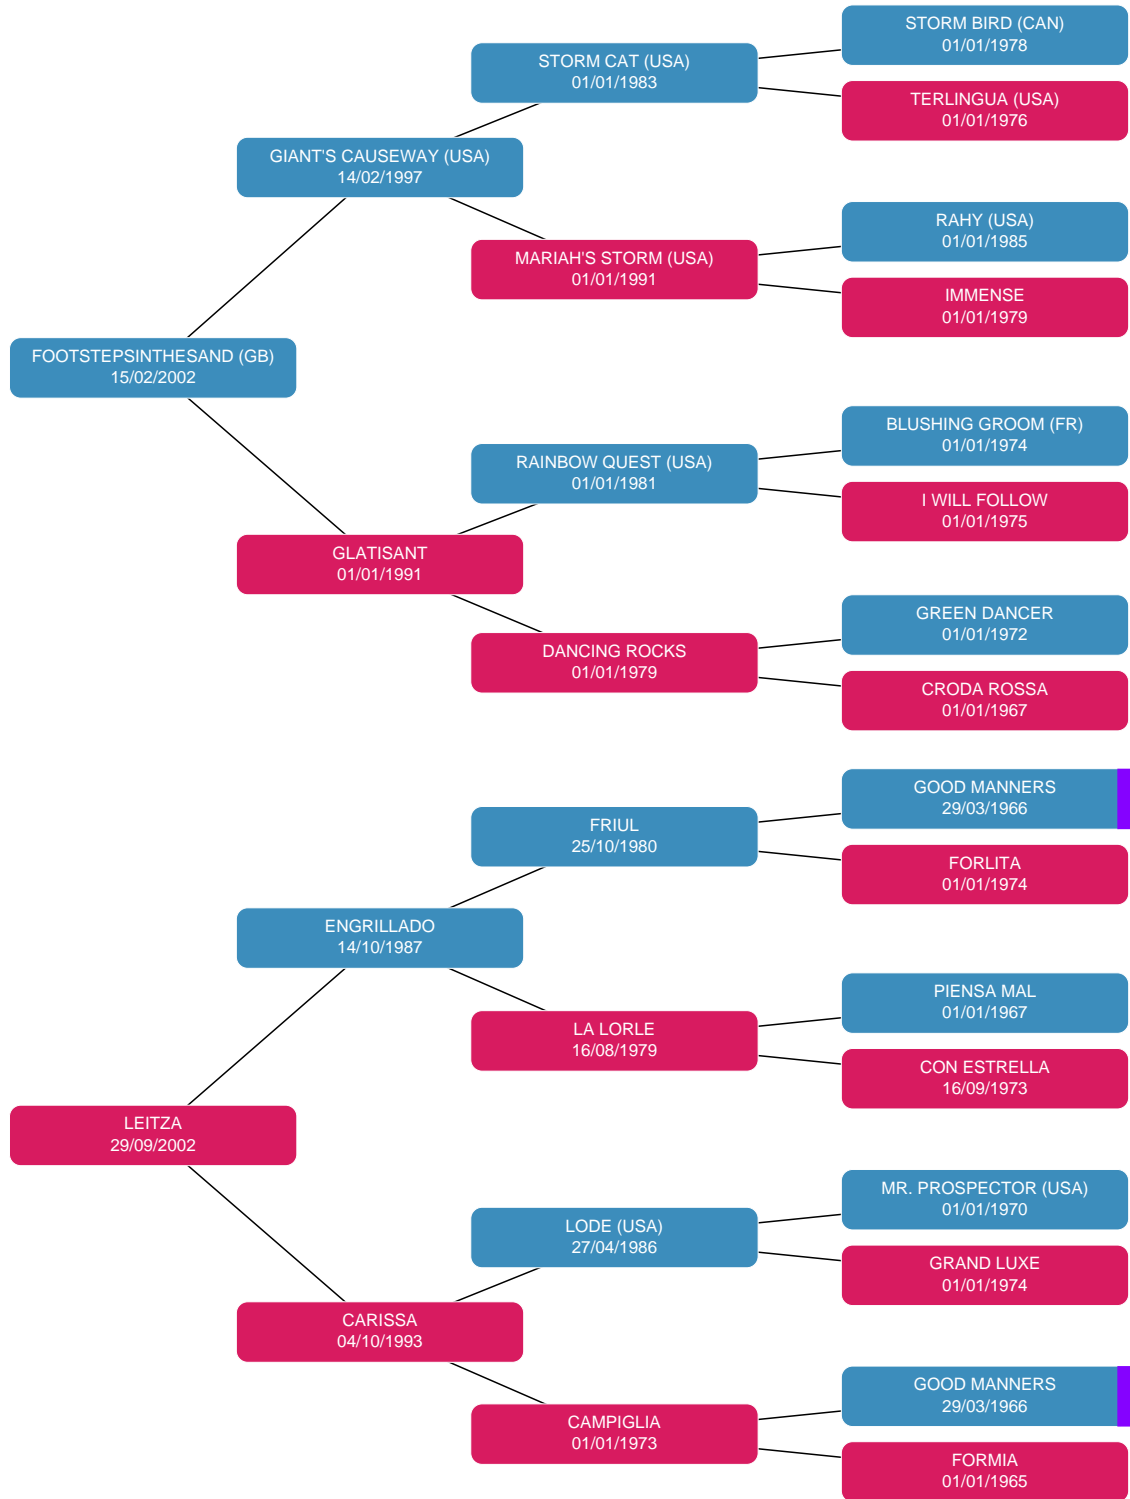 STORM BIRD (CAN)
01/01/1978
STORM CAT (USA)
01/01/1983
TERLINGUA (USA)
01/01/1976
GIANT'S CAUSEWAY (USA)
14/02/1997
RAHY (USA)
01/01/1985
MARIAH'S STORM (USA)
01/01/1991
IMMENSE
01/01/1979
FOOTSTEPSINTHESAND (GB)
15/02/2002
BLUSHING GROOM (FR)
01/01/1974
RAINBOW QUEST (USA)
01/01/1981
I WILL FOLLOW
01/01/1975
GLATISANT
01/01/1991
GREEN DANCER
01/01/1972
DANCING ROCKS
01/01/1979
CRODA ROSSA
01/01/1967
GOOD MANNERS
29/03/1966
FRIUL
25/10/1980
FORLITA
01/01/1974
ENGRILLADO
14/10/1987
PIENSA MAL
01/01/1967
LA LORLE
16/08/1979
CON ESTRELLA
16/09/1973
LEITZA
29/09/2002
MR. PROSPECTOR (USA)
01/01/1970
LODE (USA)
27/04/1986
GRAND LUXE
01/01/1974
CARISSA
04/10/1993
GOOD MANNERS
29/03/1966
CAMPIGLIA
01/01/1973
FORMIA
01/01/1965